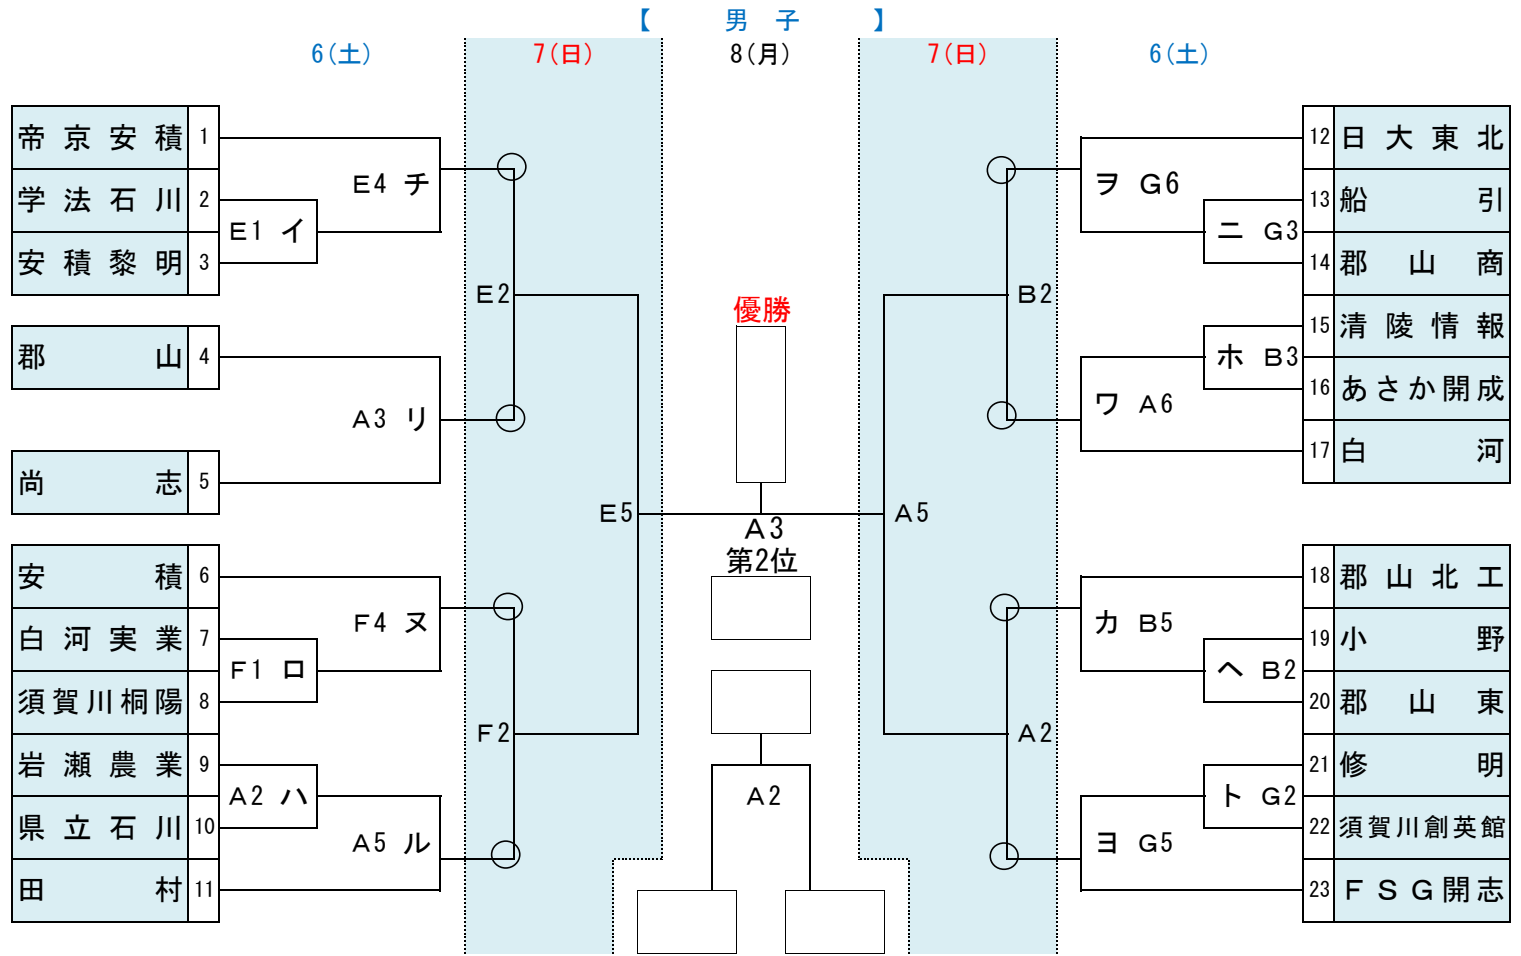 【 男 子 】
6(土) 7(日) 8(月) 7(日) 6(土)
帝京安積 1
学法石川 2
安積黎明 3
郡山 4
尚志 5
安積 6
白河実業 7
須賀川桐陽 8
岩瀬農業 9
県立石川 10
田村 11
E4 チ
E1 イ
A3 リ
F4 ヌ
F1 ロ
A2 ハ
A5 ル
E2
F2
E5
優勝
A3
第2位
A2
A5
B2
A2
ヲ G6
ニ G3
ホ B3
ワ A6
カ B5
ヘ B2
ト G2
ヨ G5
12 日大東北
13 船引
14 郡山商
15 清陵情報
16 あさか開成
17 白河
18 郡山北工
19 小野
20 郡山東
21 修明
22 須賀川創英館
23 FSG開志